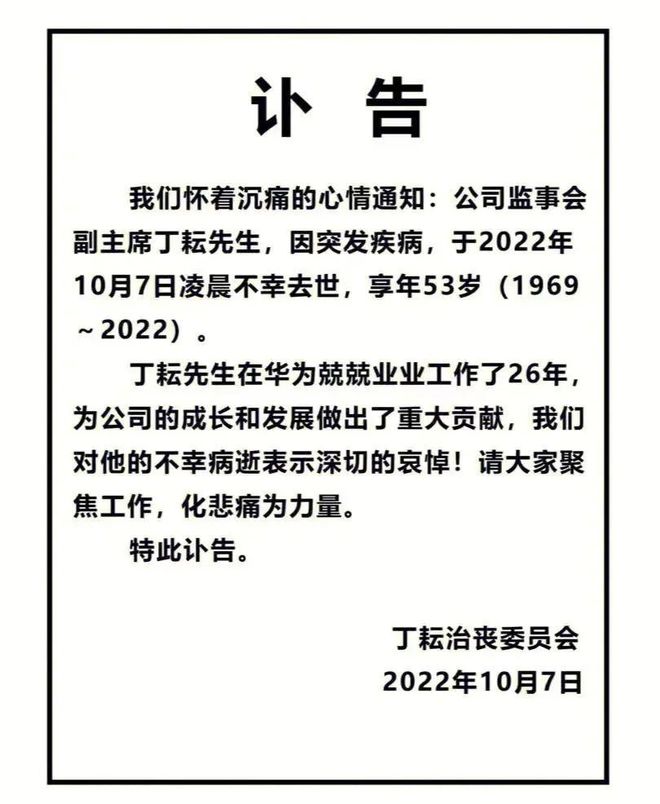 讣 告
我们怀着沉痛的心情通知：公司监事会
副主席丁耘先生，因突发疾病，于2022年
10月7日凌晨不幸去世，享年53岁（1969
～2022）。
丁耘先生在华为兢兢业业工作了26年，
为公司的成长和发展做出了重大贡献，我们
对他的不幸病逝表示深切的哀悼！请大家聚
焦工作，化悲痛为力量。
特此讣告。
丁耘治丧委员会
2022年10月7日